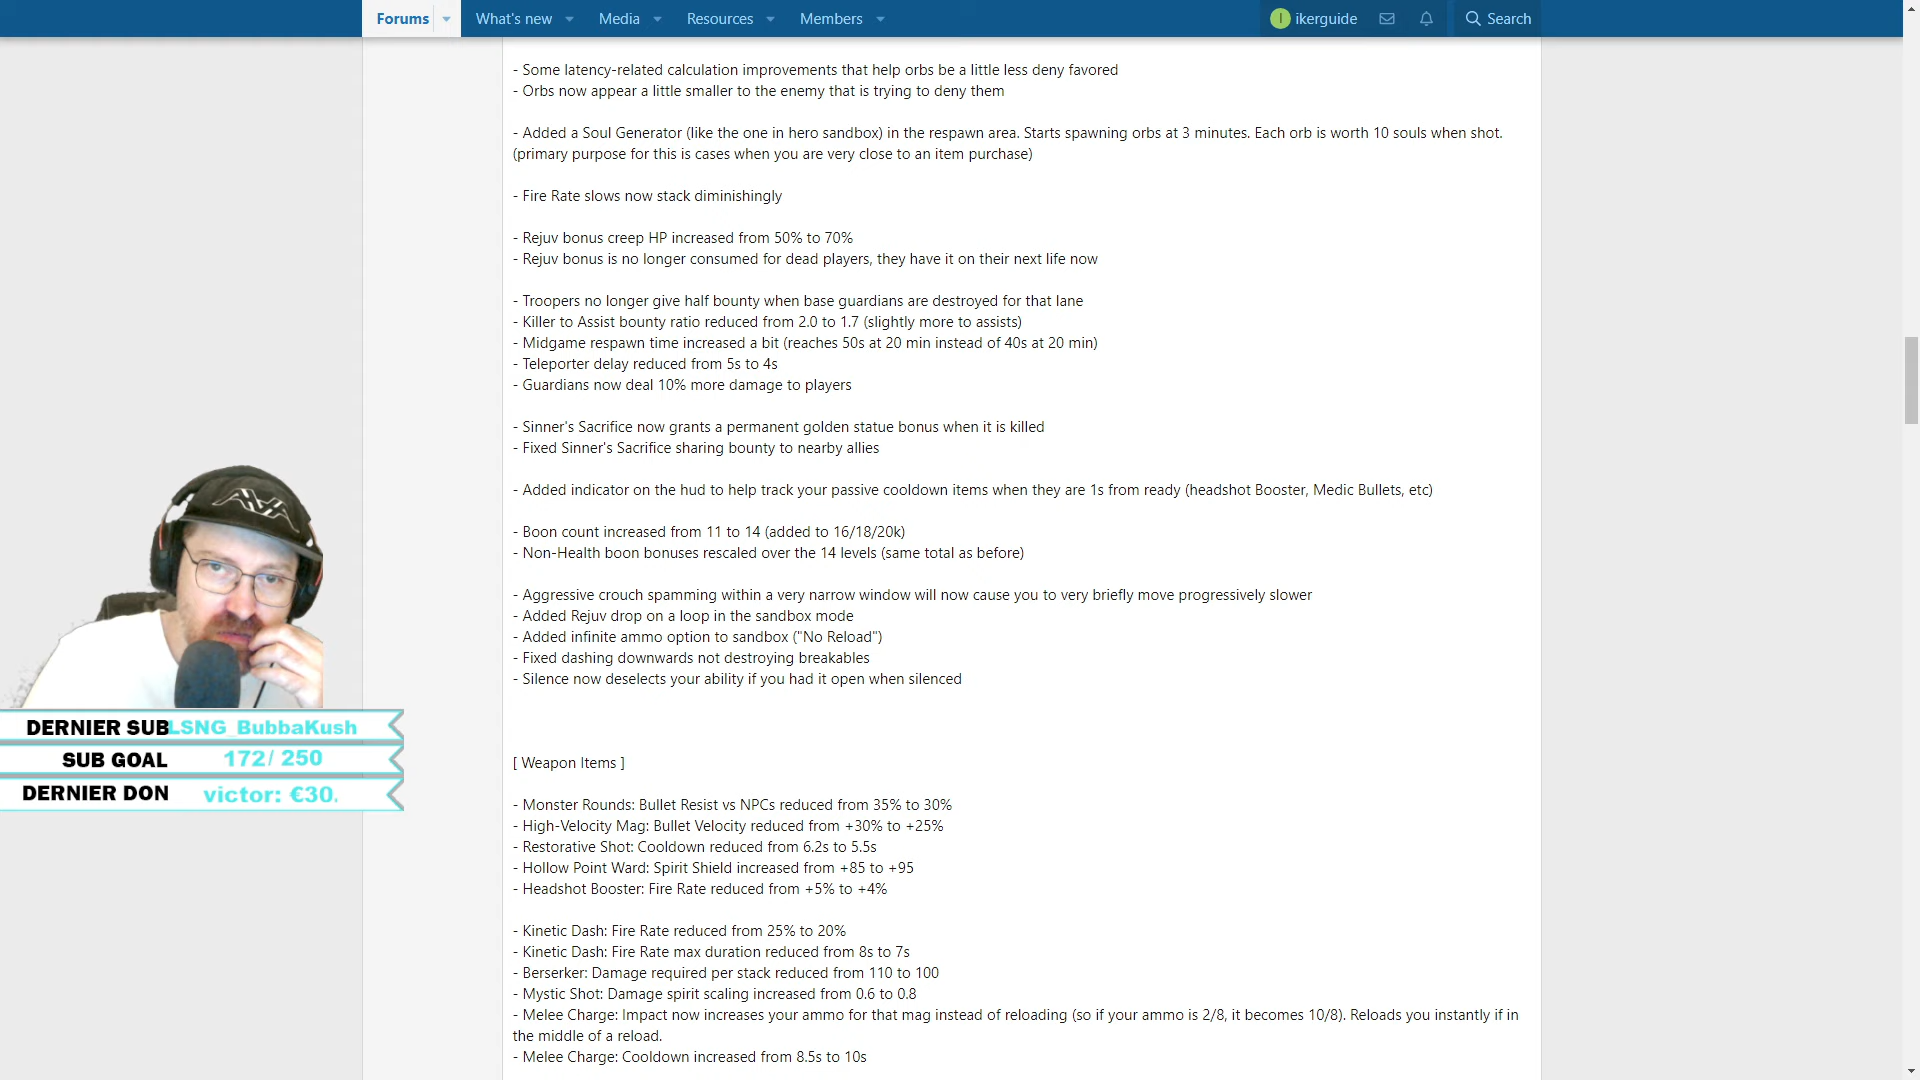 Forums
What's new
Media
Resources
Members
ikerguide
Search
- Some latency-related calculation improvements that help orbs be a little less deny favored
- Orbs now appear a little smaller to the enemy that is trying to deny them
- Added a Soul Generator (like the one in hero sandbox) in the respawn area. Starts spawning orbs at 3 minutes. Each orb is worth 10 souls when shot.
(primary purpose for this is cases when you are very close to an item purchase)
- Fire Rate slows now stack diminishingly
- Rejuv bonus creep HP increased from 50% to 70%
- Rejuv bonus is no longer consumed for dead players, they have it on their next life now
- Troopers no longer give half bounty when base guardians are destroyed for that lane
- Killer to Assist bounty ratio reduced from 2.0 to 1.7 (slightly more to assists)
- Midgame respawn time increased a bit (reaches 50s at 20 min instead of 40s at 20 min)
- Teleporter delay reduced from 5s to 4s
- Guardians now deal 10% more damage to players
- Sinner's Sacrifice now grants a permanent golden statue bonus when it is killed
- Fixed Sinner's Sacrifice sharing bounty to nearby allies
- Added indicator on the hud to help track your passive cooldown items when they are 1s from ready (headshot Booster, Medic Bullets, etc)
- Boon count increased from 11 to 14 (added to 16/18/20k)
- Non-Health boon bonuses rescaled over the 14 levels (same total as before)
- Aggressive crouch spamming within a very narrow window will now cause you to very briefly move progressively slower
- Added Rejuv drop on a loop in the sandbox mode
- Added infinite ammo option to sandbox ("No Reload")
- Fixed dashing downwards not destroying breakables
- Silence now deselects your ability if you had it open when silenced
[ Weapon Items ]
- Monster Rounds: Bullet Resist vs NPCs reduced from 35% to 30%
- High-Velocity Mag: Bullet Velocity reduced from +30% to +25%
- Restorative Shot: Cooldown reduced from 6.2s to 5.5s
- Hollow Point Ward: Spirit Shield increased from +85 to +95
- Headshot Booster: Fire Rate reduced from +5% to +4%
- Kinetic Dash: Fire Rate reduced from 25% to 20%
- Kinetic Dash: Fire Rate max duration reduced from 8s to 7s
- Berserker: Damage required per stack reduced from 110 to 100
- Mystic Shot: Damage spirit scaling increased from 0.6 to 0.8
- Melee Charge: Impact now increases your ammo for that mag instead of reloading (so if your ammo is 2/8, it becomes 10/8). Reloads you instantly if in
the middle of a reload.
- Melee Charge: Cooldown increased from 8.5s to 10s
DERNIER SUB LSNG_BubbaKush
SUB GOAL 172/ 250
DERNIER DON victor: €30.